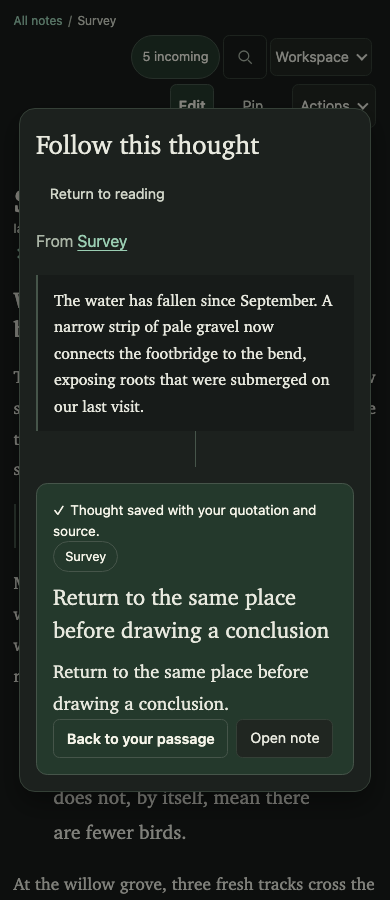 All notes / Survey
5 incoming
Workspace
Edit Pin Actions
Follow this thought
Return to reading
From Survey
The water has fallen since September. A
narrow strip of pale gravel now
connects the footbridge to the bend,
exposing roots that were submerged on
our last visit.
✓ Thought saved with your quotation and
source.
Survey
Return to the same place
before drawing a conclusion
Return to the same place before
drawing a conclusion.
Back to your passage
Open note
does not, by itself, mean there
are fewer birds.
At the willow grove, three fresh tracks cross the